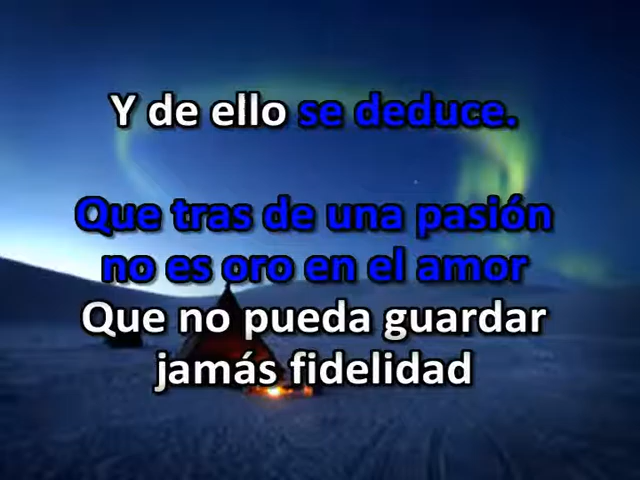 Y de ello se deduce.
Que tras de una pasión
no es oro en el amor
Que no pueda guardar
jamás fidelidad